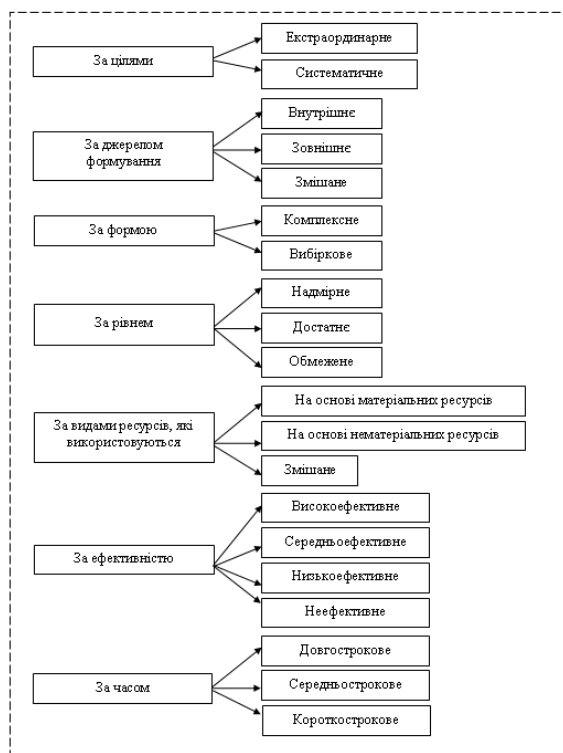 За цілями
Екстраординарне
Систематичне
За джерелом
формування
Внутрішнє
Зовнішнє
Змішане
За формою
Комплексне
Вибіркове
За рівнем
Надмірне
Достатнє
Обмежене
За видами ресурсів, які
використовуються
На основі матеріальних ресурсів
На основі нематеріальних ресурсів
Змішане
За ефективністю
Високоефективне
Середньоефективне
Низькоефективне
Неефективне
За часом
Довгострокове
Середньострокове
Короткострокове